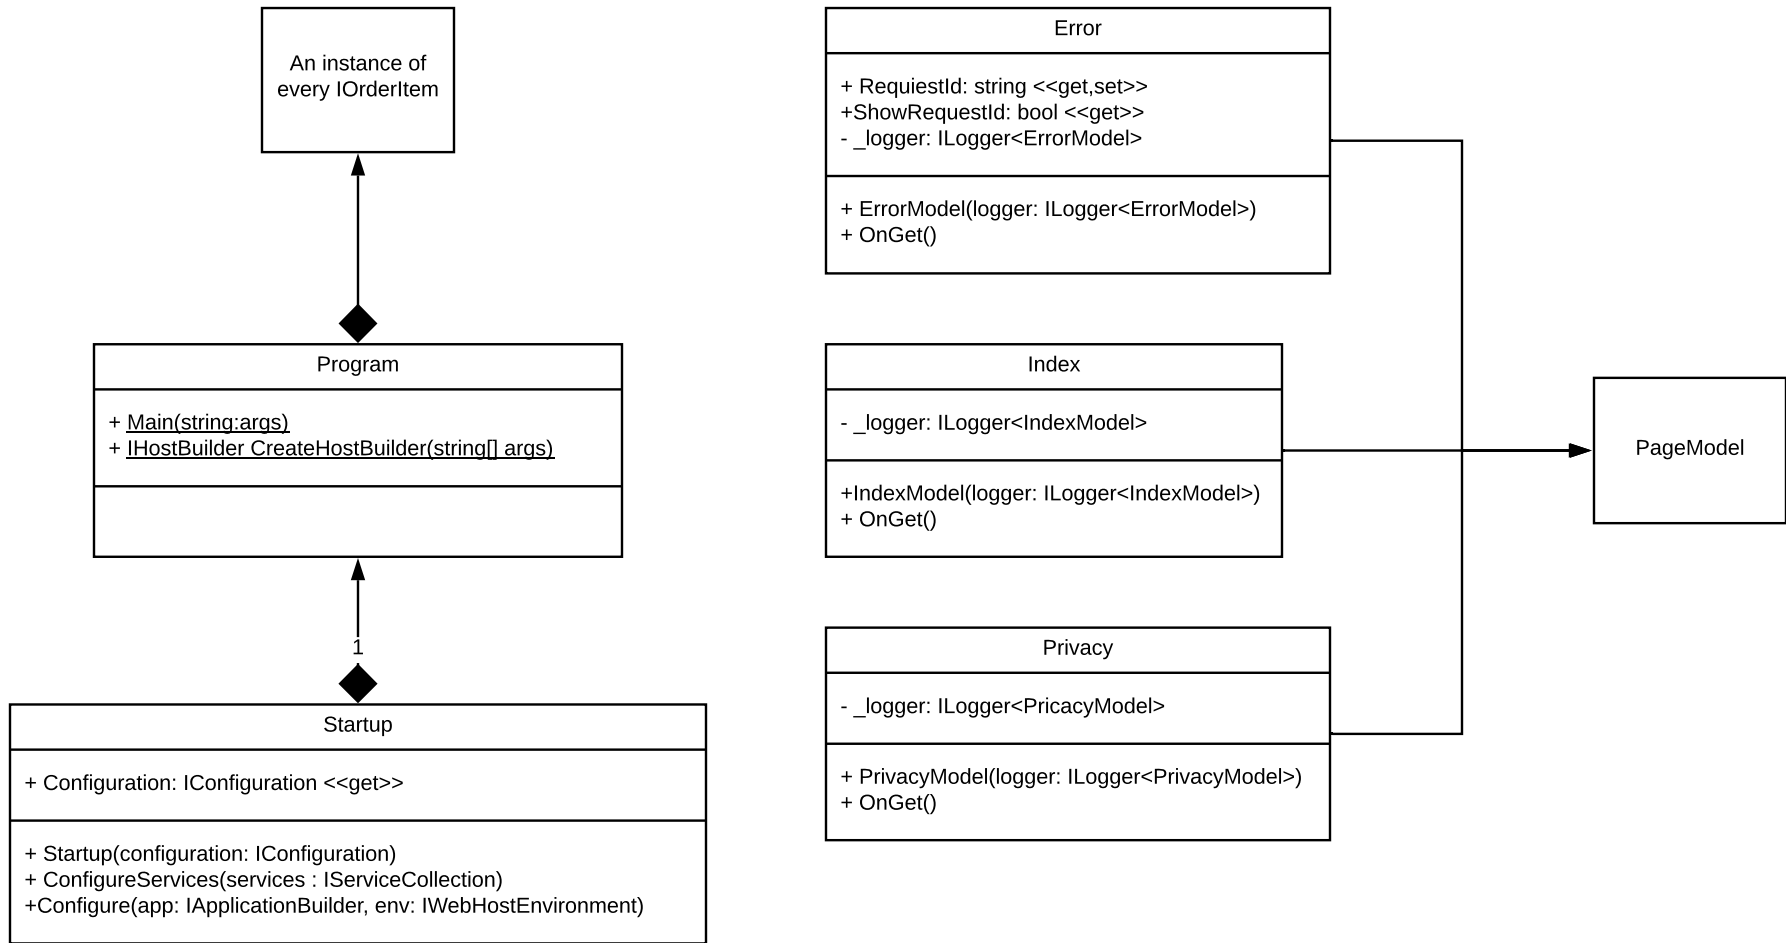 An instance of
every IOrderItem
Program
+ Main(string:args)
+ IHostBuilder CreateHostBuilder(string[] args)
1
Startup
+ Configuration: IConfiguration <<get>>
+ Startup(configuration: IConfiguration)
+ ConfigureServices(services : IServiceCollection)
+Configure(app: IApplicationBuilder, env: IWebHostEnvironment)
Error
+ RequiestId: string <<get,set>>
+ShowRequestId: bool <<get>>
- _logger: ILogger<ErrorModel>
+ ErrorModel(logger: ILogger<ErrorModel>)
+ OnGet()
Index
- _logger: ILogger<IndexModel>
+IndexModel(logger: ILogger<IndexModel>)
+ OnGet()
Privacy
- _logger: ILogger<PricacyModel>
+ PrivacyModel(logger: ILogger<PrivacyModel>)
+ OnGet()
PageModel